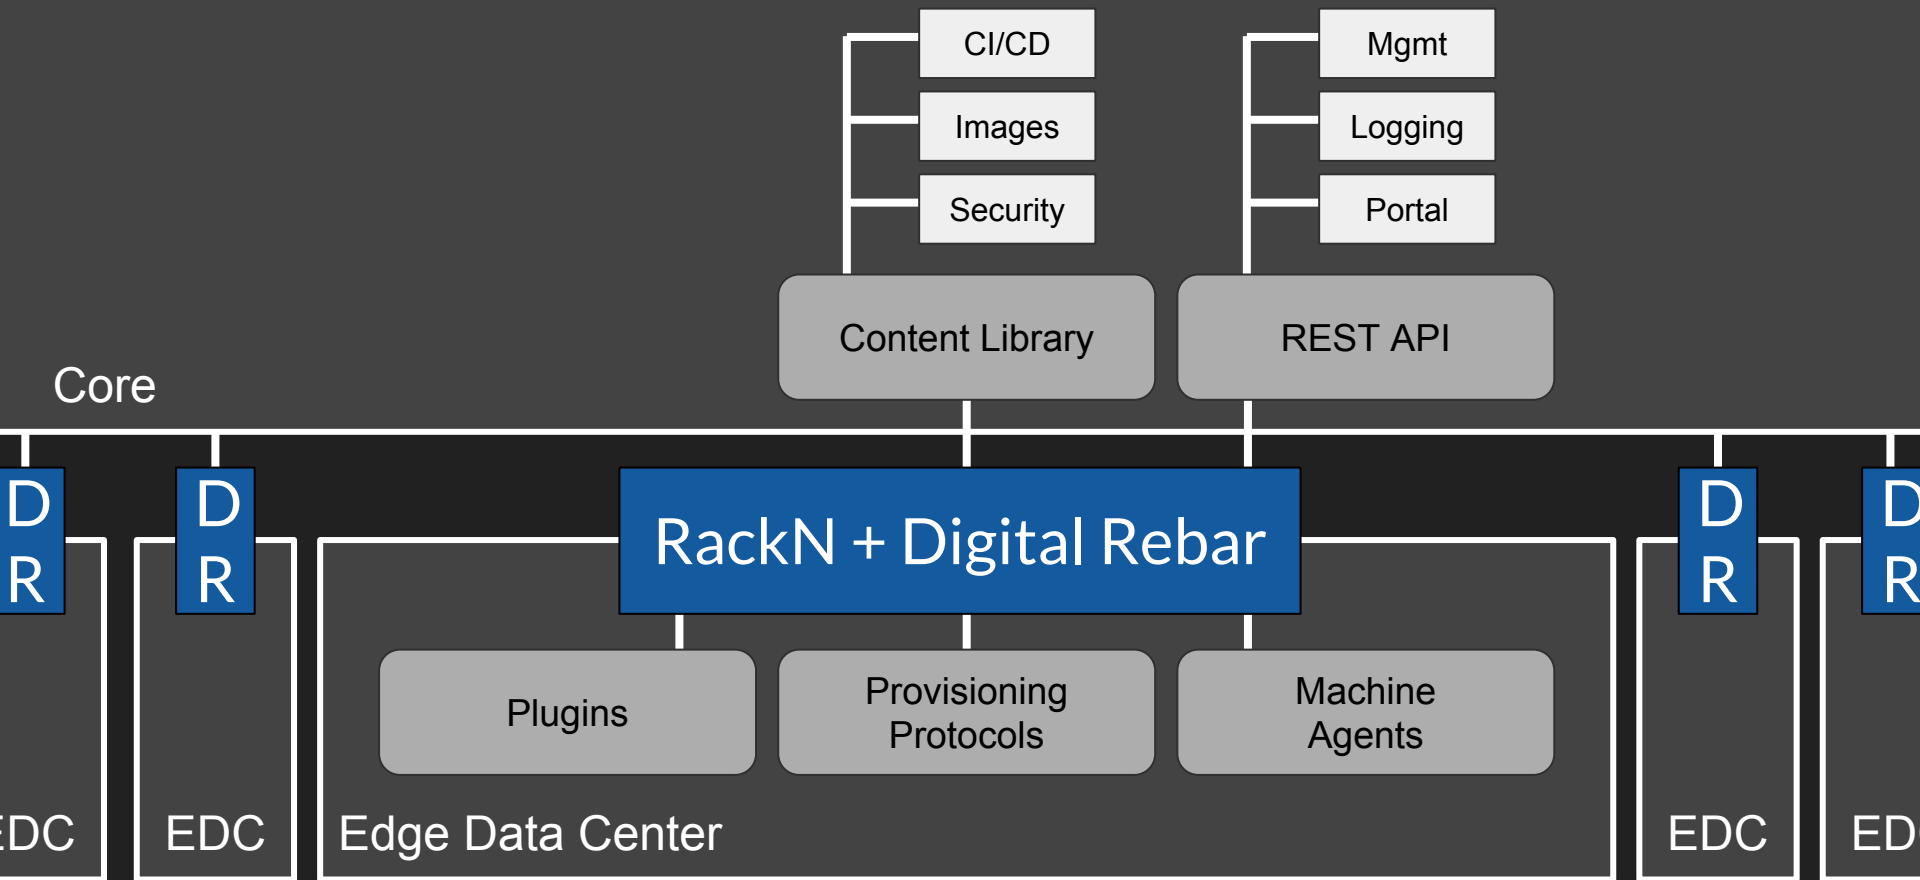 CI/CD
Mgmt
Images
Logging
Security
Portal
Content Library
REST API
Core
D
R
D
R
RackN + Digital Rebar
D
R
D
R
Plugins
Provisioning
Protocols
Machine
Agents
EDC
EDC
Edge Data Center
EDC
ED